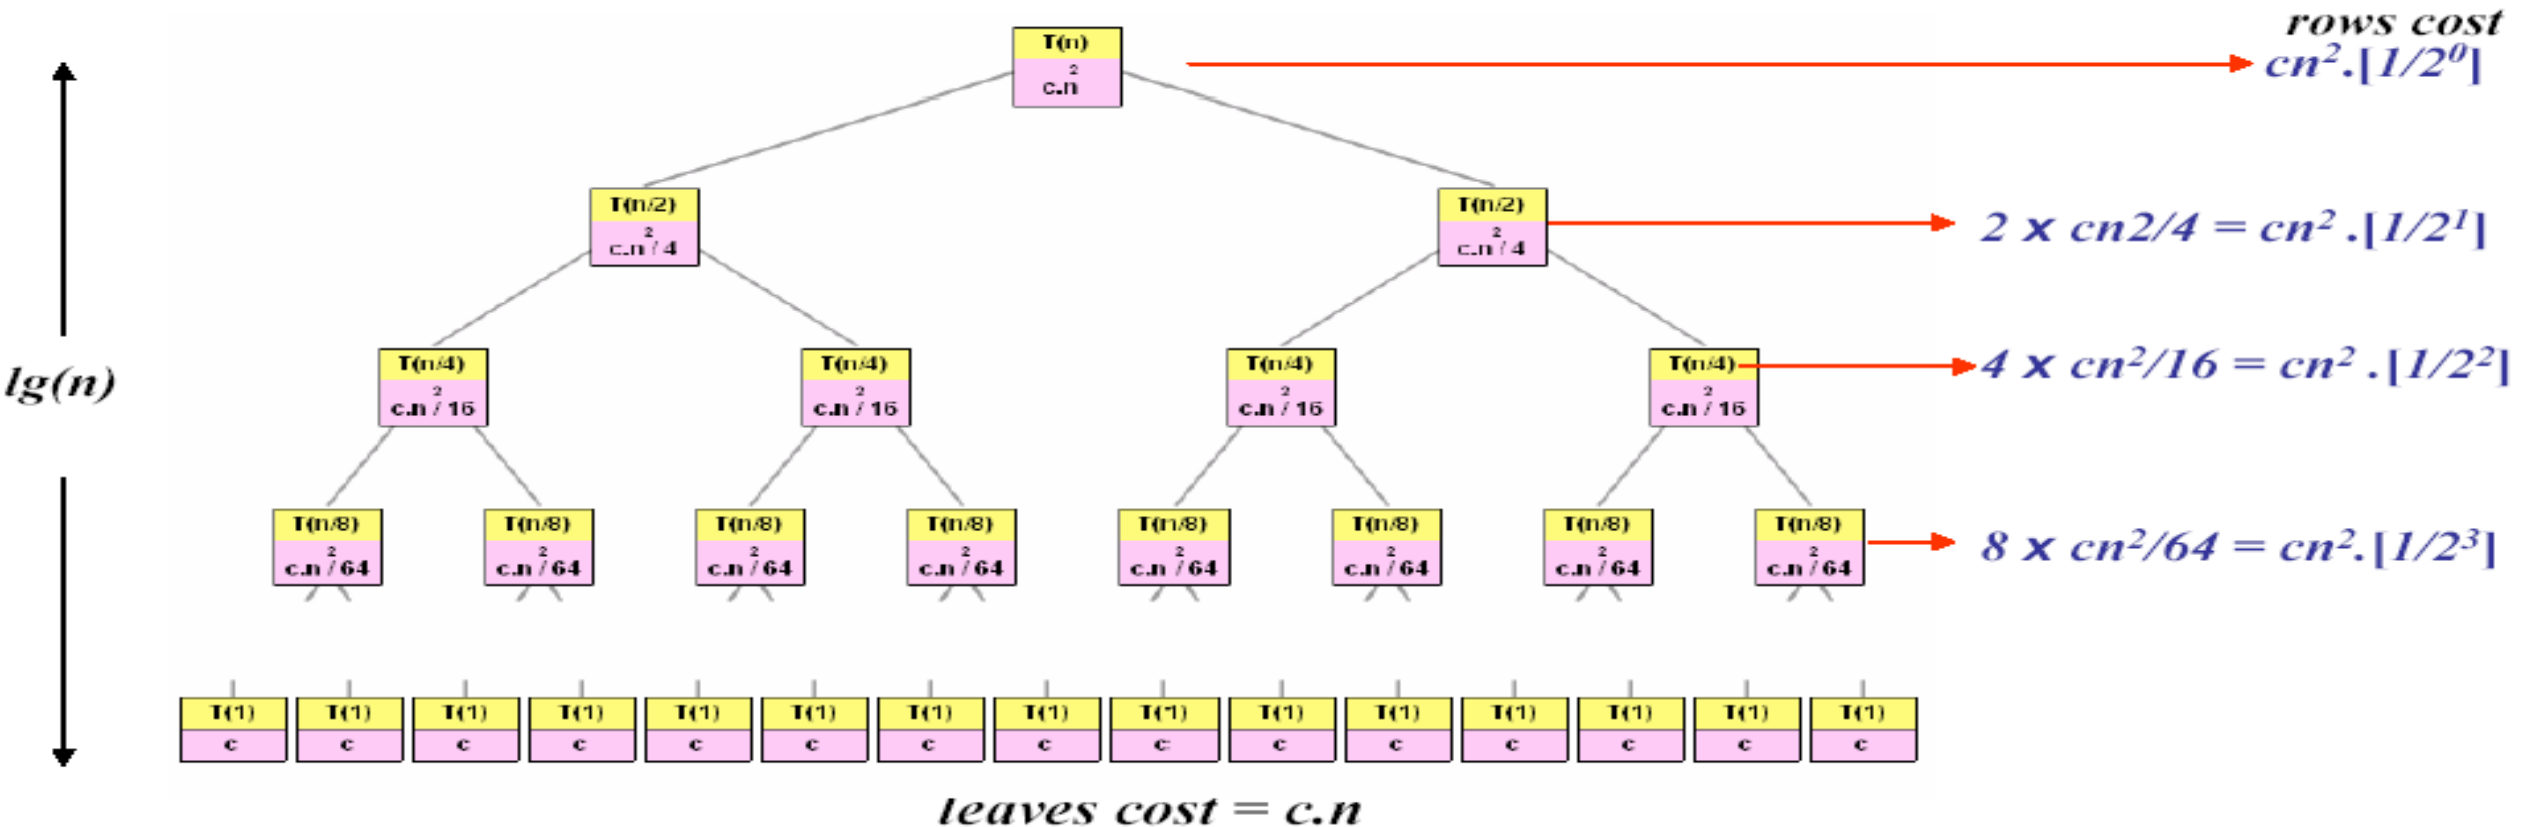 rows cost
T(n)
c.n²
cn².[1/2⁰]
T(n/2)
c.n²/ 4
T(n/2)
c.n²/ 4
2 x cn2/4 = cn² .[1/2¹]
lg(n)
T(n/4)
c.n²/ 16
T(n/4)
c.n²/ 16
T(n/4)
c.n²/ 16
T(n/4)
c.n²/ 16
4 x cn²/16 = cn² .[1/2²]
T(n/8)
c.n²/ 64
T(n/8)
c.n²/ 64
T(n/8)
c.n²/ 64
T(n/8)
c.n²/ 64
T(n/8)
c.n²/ 64
T(n/8)
c.n²/ 64
T(n/8)
c.n²/ 64
T(n/8)
c.n²/ 64
8 x cn²/64 = cn².[1/2³]
T(1) T(1) T(1) T(1) T(1) T(1) T(1) T(1) T(1) T(1) T(1) T(1) T(1) T(1) T(1)
c c c c c c c c c c c c c c c
leaves cost = c.n